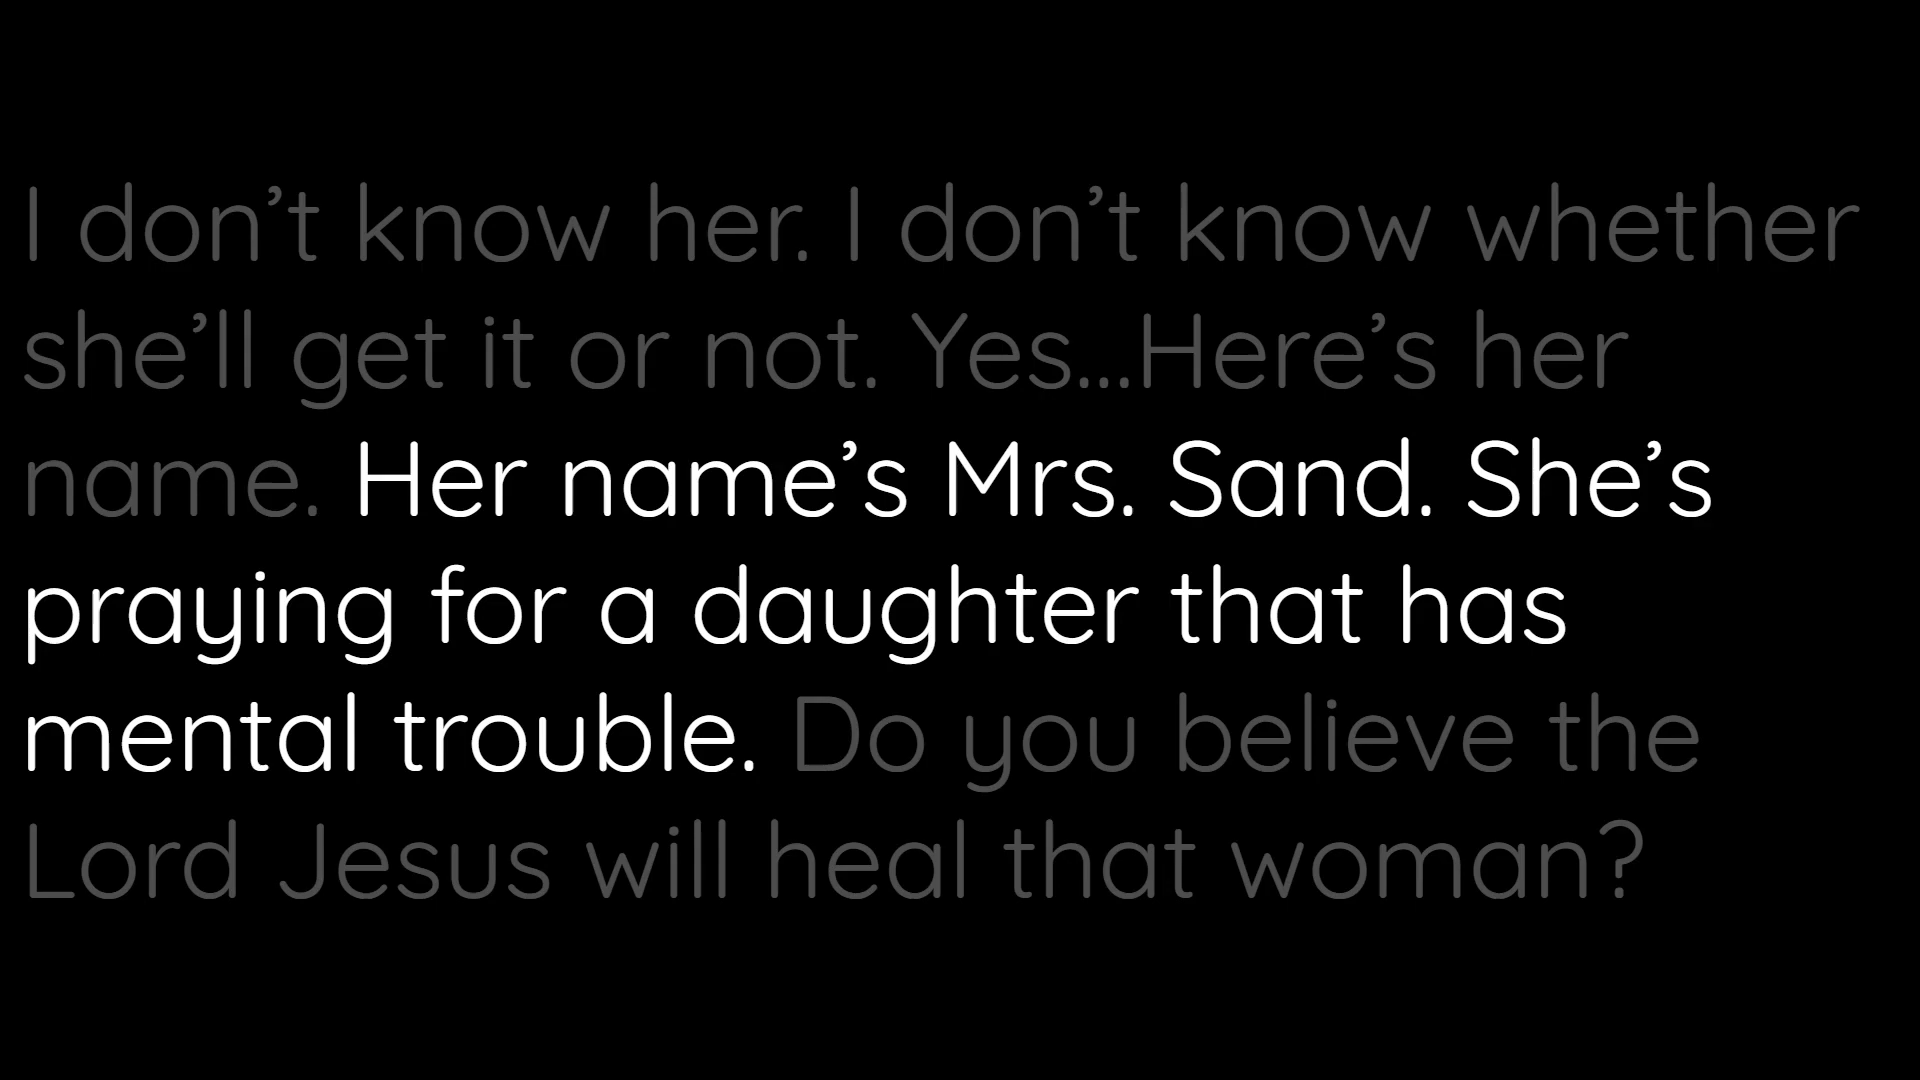 I don’t know her. I don’t know whether
she’ll get it or not. Yes...Here’s her
name. Her name’s Mrs. Sand. She’s
praying for a daughter that has
mental trouble. Do you believe the
Lord Jesus will heal that woman?